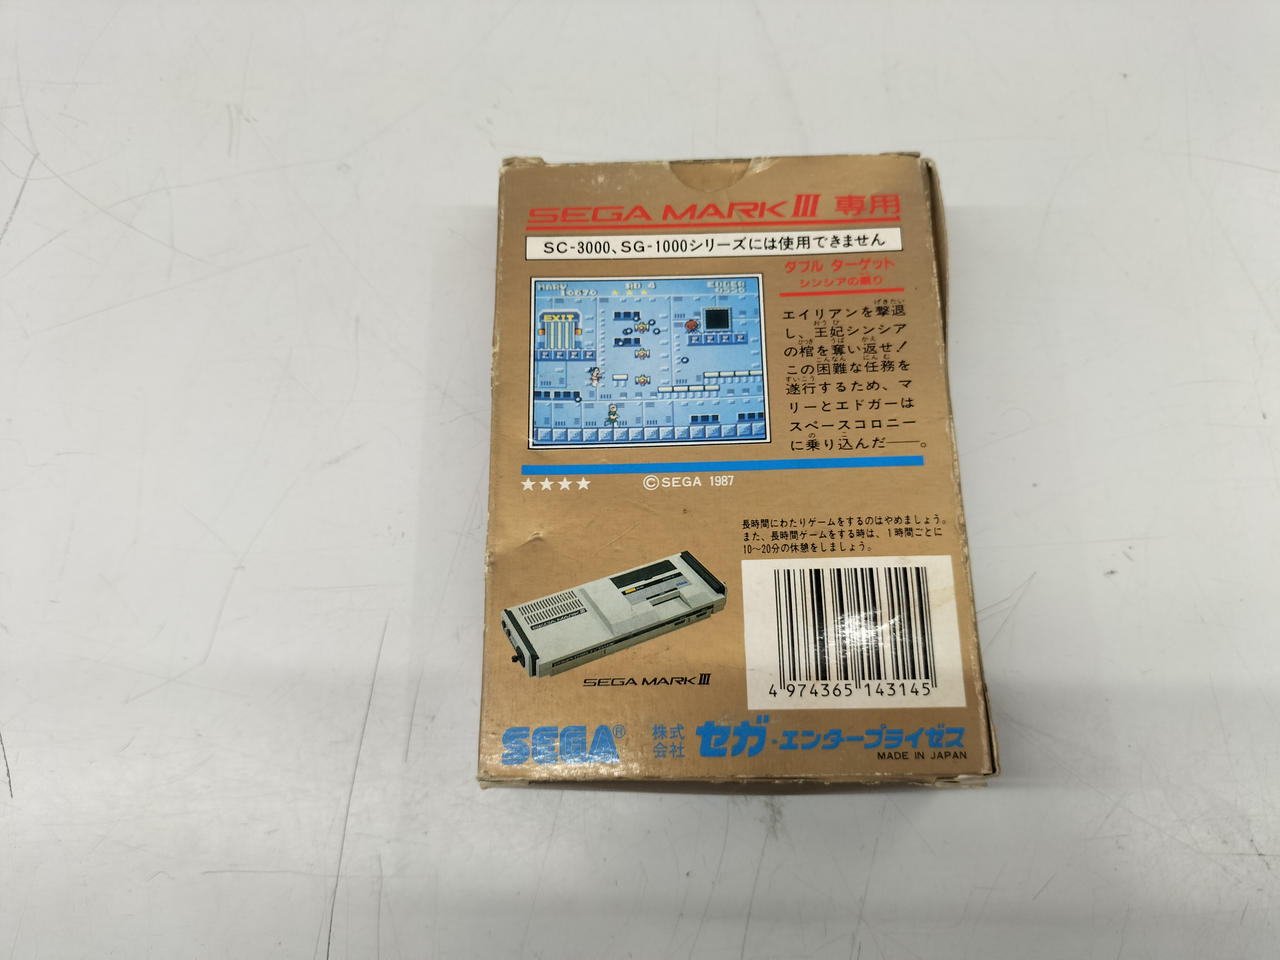 SEGA MARK III 専用
SC-3000、SG-1000シリーズには使用できません
ダブル ターゲット
シンシアの眠り
MARY
RD 4
EDGER
EXIT
エイリアンを撃退
し、王妃シンシア
の棺を奪い返せ!
この困難な任務を
遂行するため、マ
リーとエドガーは
スペースコロニー
に乗り込んだ——。
★★★★
©SEGA 1987
長時間にわたりゲームをするのはやめましょう。
また、長時間ゲームをする時は、1時間ごとに
10〜20分の休憩をしましょう。
SEGA MARK III
4 974365 143145
SEGA® 株式会社 セガ・エンタープライゼス
MADE IN JAPAN